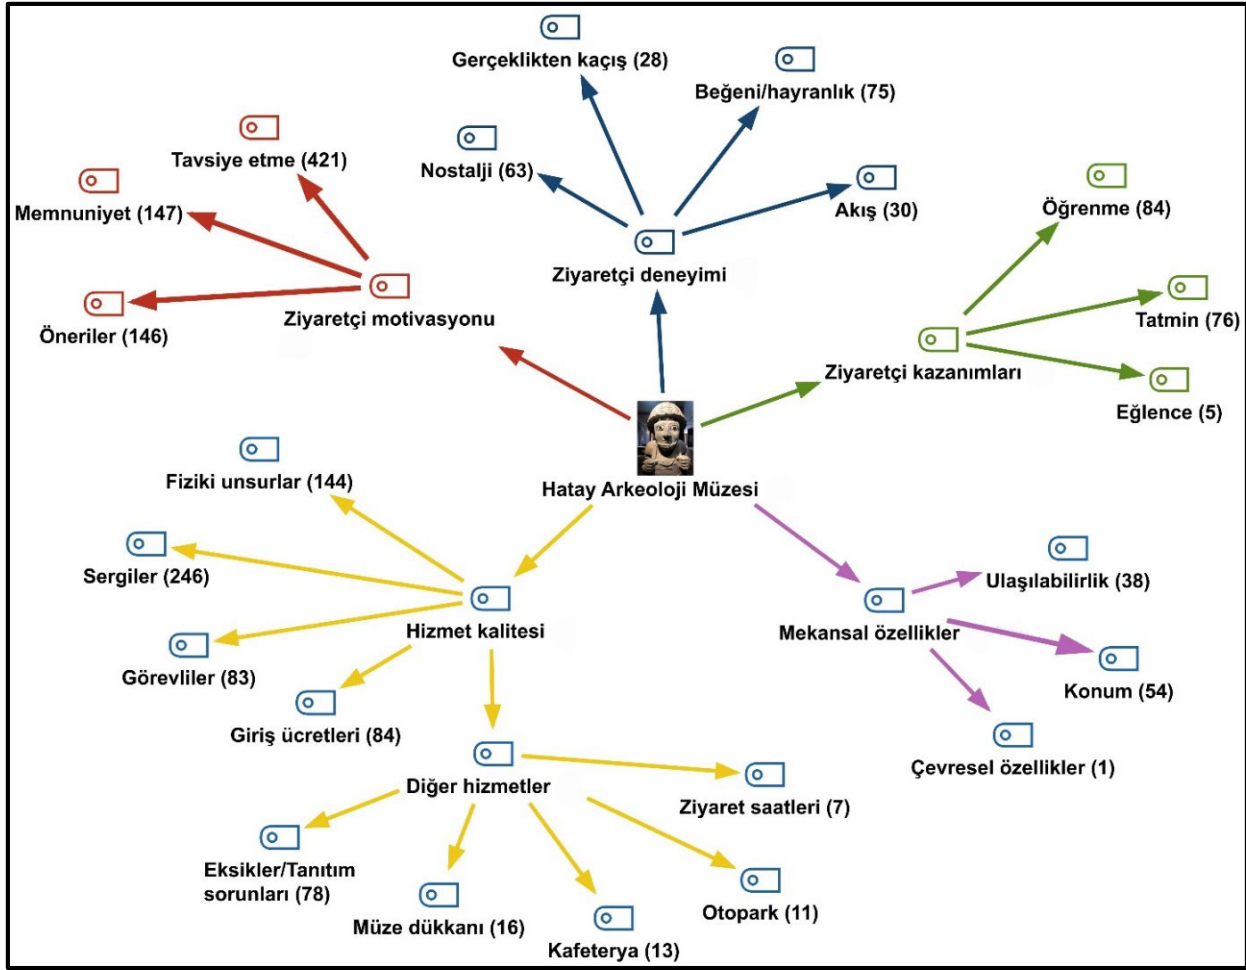 Gerçeklikten kaçış (28)
Beğeni/hayranlık (75)
Tavsiye etme (421)
Nostalji (63)
Memnuniyet (147)
Akış (30)
Öğrenme (84)
Ziyaretçi deneyimi
Öneriler (146)
Ziyaretçi motivasyonu
Tatmin (76)
Ziyaretçi kazanımları
Eğlence (5)
Hatay Arkeoloji Müzesi
Fiziki unsurlar (144)
Sergiler (246)
Ulaşılabilirlik (38)
Hizmet kalitesi
Mekansal özellikler
Görevliler (83)
Konum (54)
Giriş ücretleri (84)
Çevresel özellikler (1)
Diğer hizmetler
Ziyaret saatleri (7)
Eksikler/Tanıtım
sorunları (78)
Müze dükkanı (16)
Otopark (11)
Kafeterya (13)